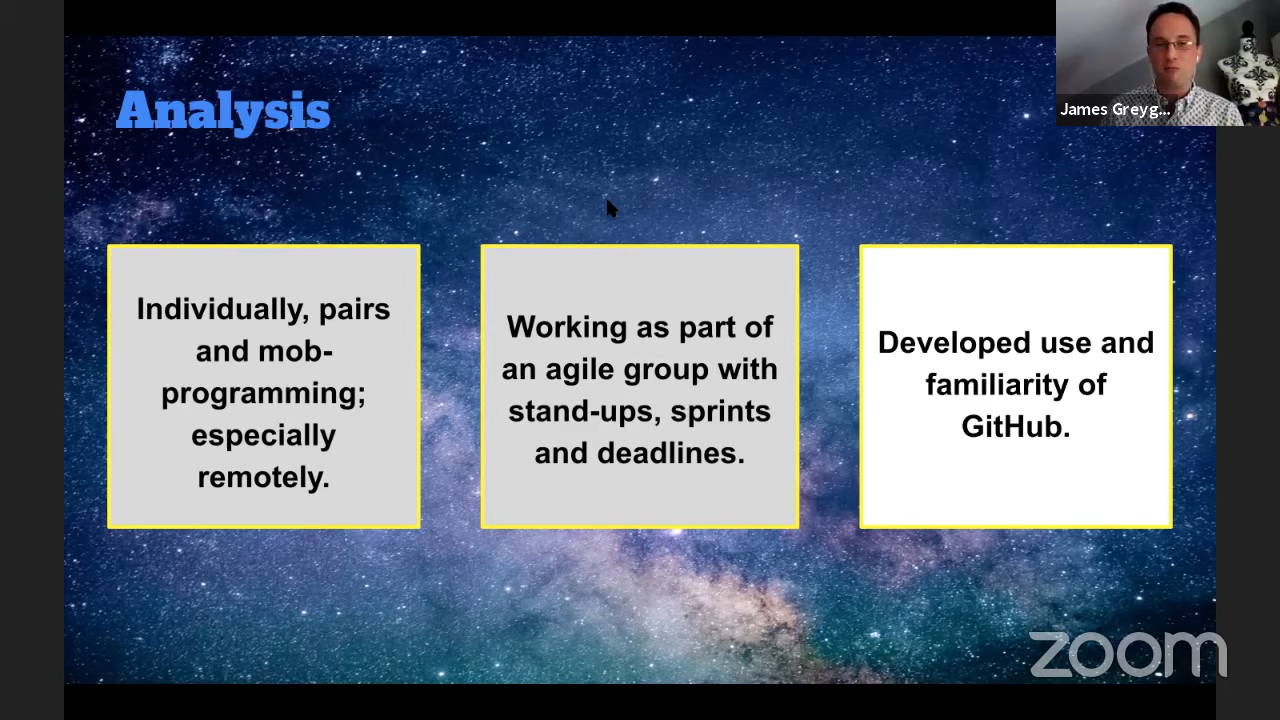 Analysis
James Greyg...
Individually, pairs
and mob-
programming;
especially
remotely.
Working as part of
an agile group with
stand-ups, sprints
and deadlines.
Developed use and
familiarity of
GitHub.
zoom